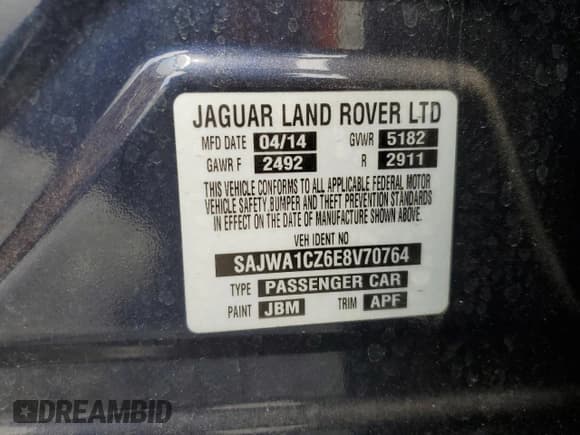 JAGUAR LAND ROVER LTD
MFD DATE 04/14 GVWR 5182
GAWR F 2492 R 2911
THIS VEHICLE CONFORMS TO ALL APPLICABLE FEDERAL MOTOR
VEHICLE SAFETY BUMPER AND THEFT PREVENTION STANDARDS
IN EFFECT ON THE DATE OF MANUFACTURE SHOWN ABOVE.
VEH IDENT NO
SAJWA1CZ6E8V70764
TYPE PASSENGER CAR
PAINT JBM TRIM APF
DREAMBID